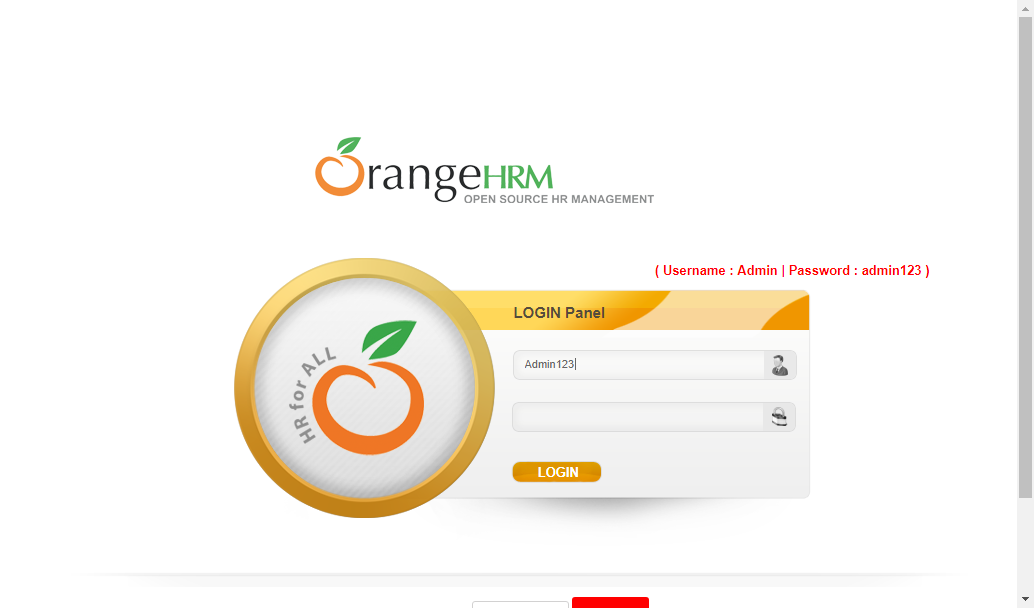 OrangeHRM
OPEN SOURCE HR MANAGEMENT
( Username : Admin | Password : admin123 )
LOGIN Panel
HR for ALL
Admin123
LOGIN